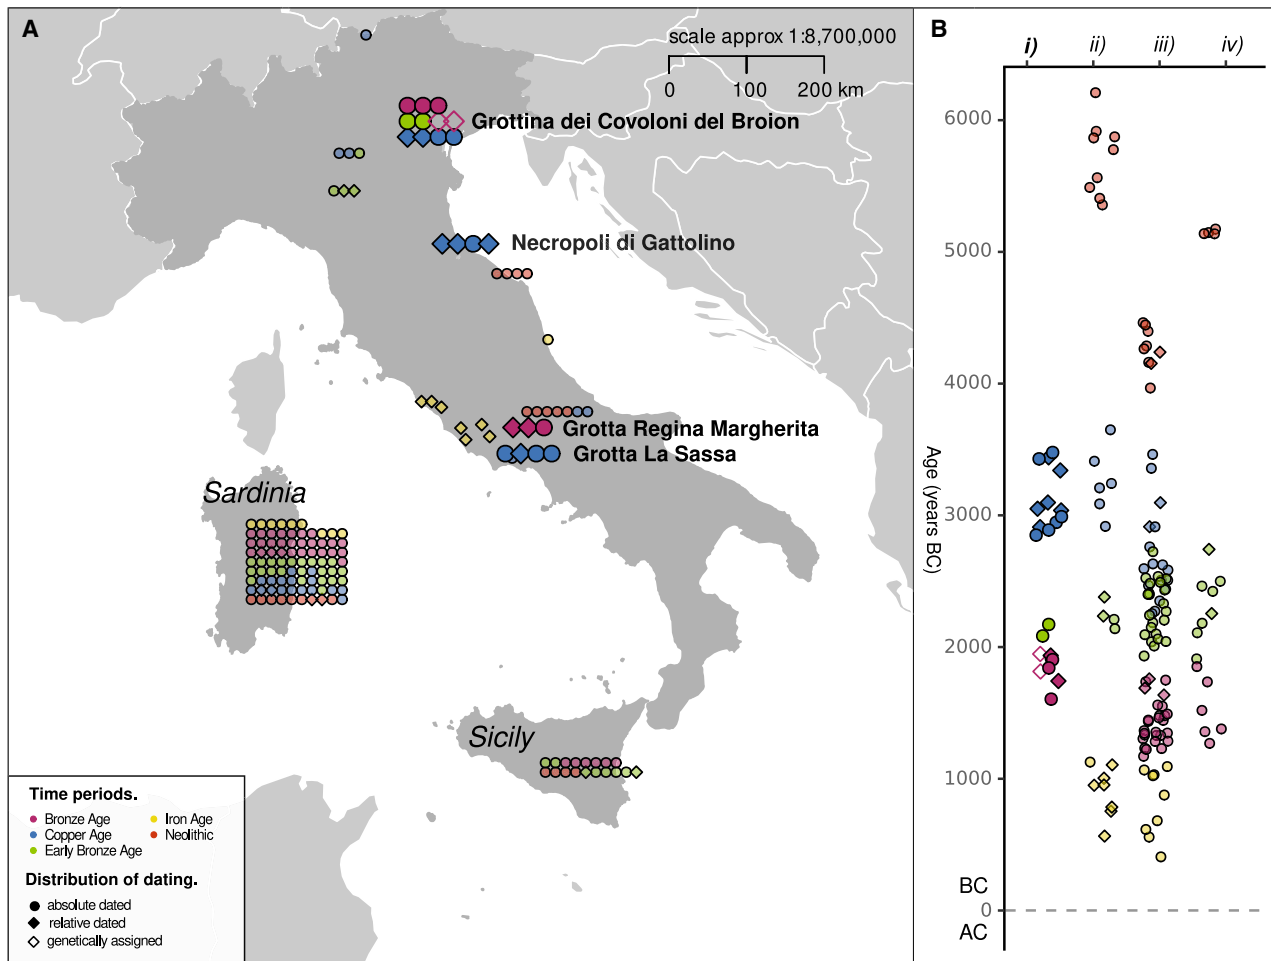 A
scale approx 1:8,700,000
0 100 200 km
Grottina dei Covoloni del Broion
Necropoli di Gattolino
Grotta Regina Margherita
Grotta La Sassa
Sardinia
Sicily
Time periods.
Bronze Age
Iron Age
Copper Age
Neolithic
Early Bronze Age
Distribution of dating.
absolute dated
relative dated
genetically assigned
B
i) ii) iii) iv)
6000
5000
4000
3000
2000
1000
0
Age (years BC)
BC
AC